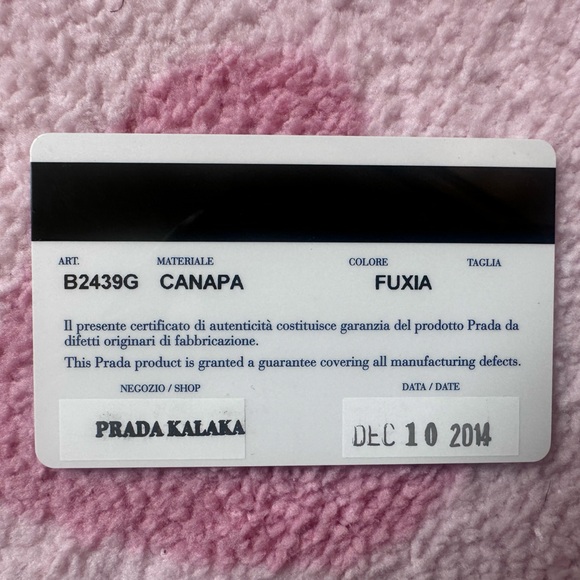 ART. MATERIALE COLORE TAGLIA
B2439G CANAPA FUXIA
Il presente certificato di autenticità costituisce garanzia del prodotto Prada da
difetti originari di fabbricazione.
This Prada product is granted a guarantee covering all manufacturing defects.
NEGOZIO / SHOP DATA / DATE
PRADA KALAKA DEC 10 2014